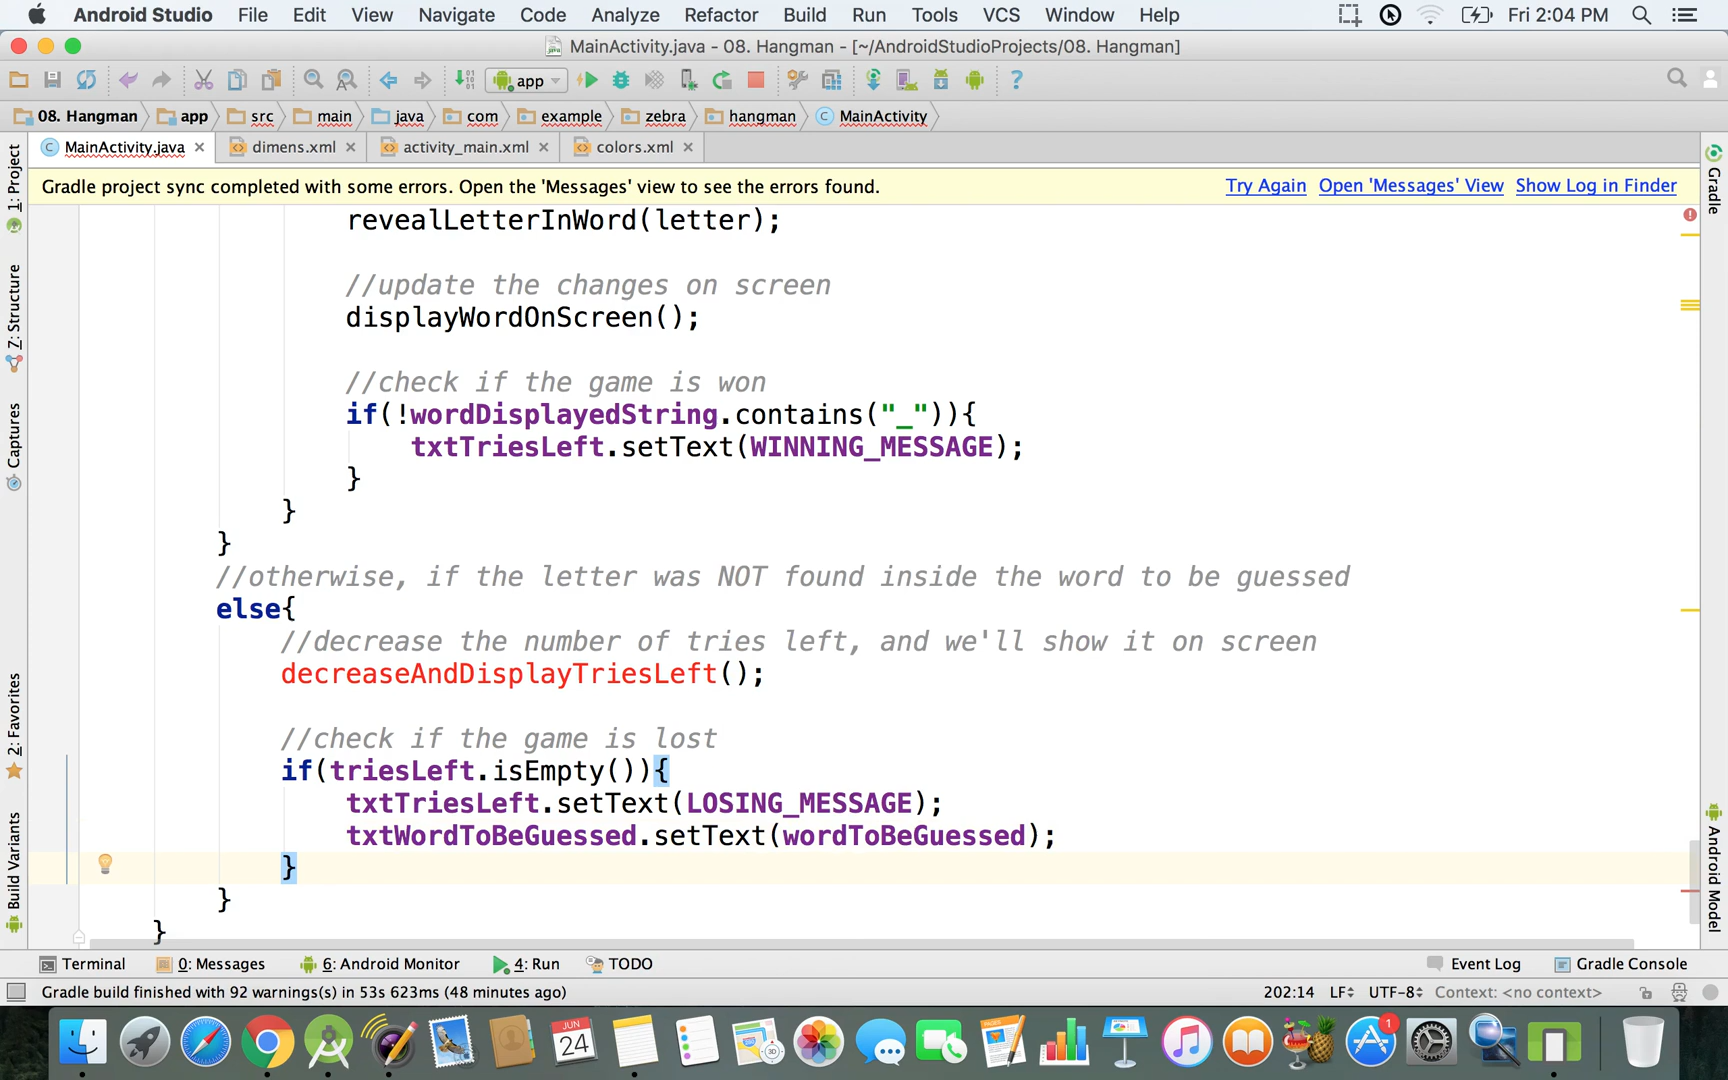 Android Studio File Edit View Navigate Code Analyze Refactor Build Run Tools VCS Window Help Fri 2:04 PM
MainActivity.java - 08. Hangman - [~/AndroidStudioProjects/08. Hangman]
app
08. Hangman app src main java com example zebra hangman MainActivity
MainActivity.java dimens.xml activity_main.xml colors.xml
Gradle project sync completed with some errors. Open the 'Messages' view to see the errors found. Try Again Open 'Messages' View Show Log in Finder
revealLetterInWord(letter);
//update the changes on screen
displayWordOnScreen();
//check if the game is won
if(!wordDisplayedString.contains("_")){
txtTriesLeft.setText(WINNING_MESSAGE);
}
}
}
//otherwise, if the letter was NOT found inside the word to be guessed
else{
//decrease the number of tries left, and we'll show it on screen
decreaseAndDisplayTriesLeft();
//check if the game is lost
if(triesLeft.isEmpty()){
txtTriesLeft.setText(LOSING_MESSAGE);
txtWordToBeGuessed.setText(wordToBeGuessed);
}
}
}
1: Project
Z: Structure
Captures
2: Favorites
Build Variants
Gradle
Android Model
Terminal 0: Messages 6: Android Monitor 4: Run TODO Event Log Gradle Console
Gradle build finished with 92 warnings(s) in 53s 623ms (48 minutes ago) 202:14 LF UTF-8 Context: <no context>
JUN
24
3D
1